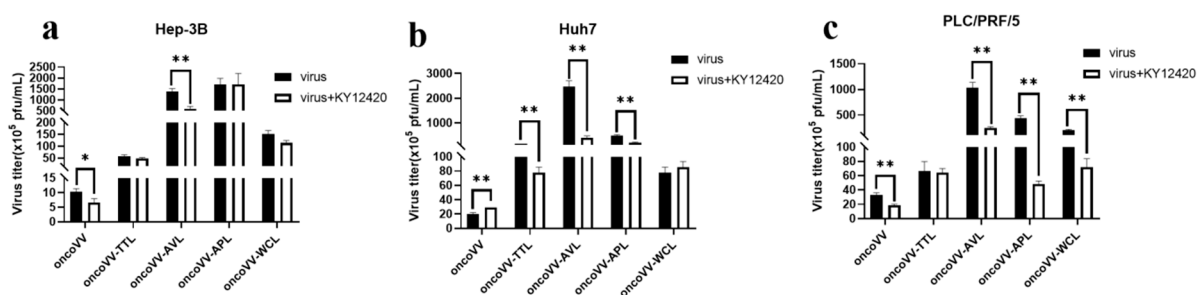 a
Hep-3B
Virus titer(x10⁵ pfu/mL)
2500
2000
1500
1000
500
200
150
100
50
15
10
5
0
*
**
virus
virus+KY12420
oncoVV
oncoVV-TTL
oncoVV-AVL
oncoVV-APL
oncoVV-WCL
b
Huh7
Virus titer(x10⁵ pfu/mL)
3000
2000
1000
100
80
60
40
20
0
**
**
**
**
virus
virus+KY12420
oncoVV
oncoVV-TTL
oncoVV-AVL
oncoVV-APL
oncoVV-WCL
c
PLC/PRF/5
Virus titer(x10⁵ pfu/mL)
1500
1000
500
100
80
60
40
20
0
**
**
**
**
virus
virus+KY12420
oncoVV
oncoVV-TTL
oncoVV-AVL
oncoVV-APL
oncoVV-WCL